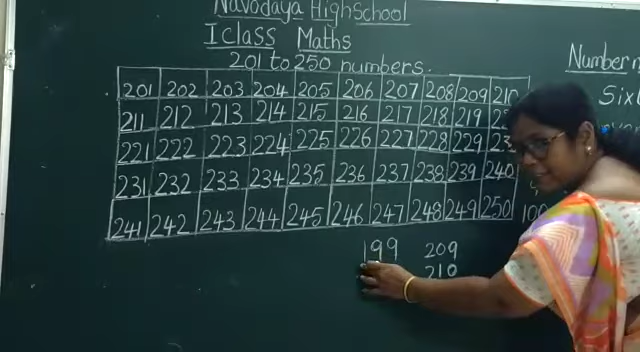 Navodaya HighSchool
I Class Maths
201 to 250 numbers.
201 202 203 204 205 206 207 208 209 210
211 212 213 214 215 216 217 218 219
221 222 223 224 225 226 227 228 229
231 232 233 234 235 236 237 238 239 240
241 242 243 244 245 246 247 248 249 250
Number n
Six
100
199 209
210